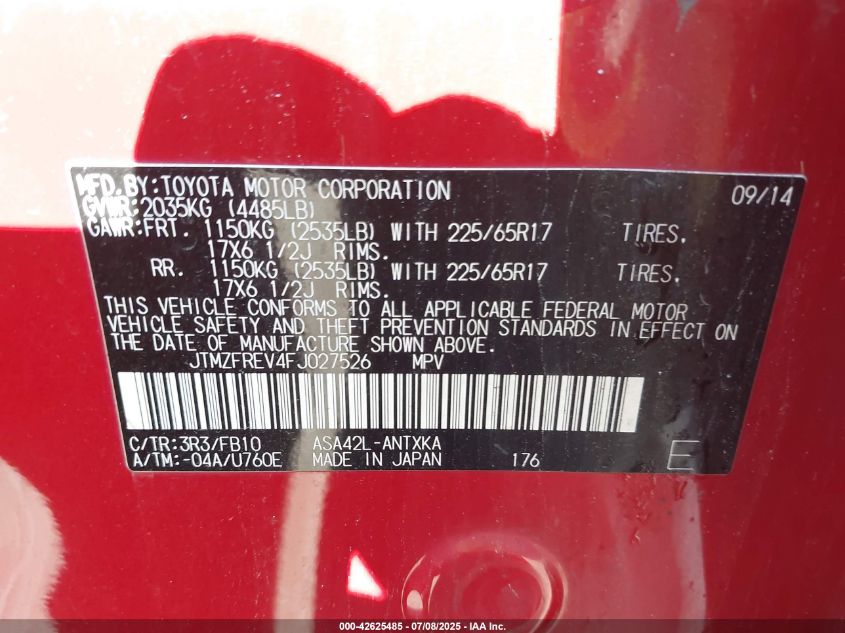 MFD.BY:TOYOTA MOTOR CORPORATION 09/14
GVWR:2035KG (4485LB)
GAWR:FRT. 1150KG (2535LB) WITH 225/65R17 TIRES.
17X6 1/2J RIMS.
RR. 1150KG (2535LB) WITH 225/65R17 TIRES.
17X6 1/2J RIMS.
THIS VEHICLE CONFORMS TO ALL APPLICABLE FEDERAL MOTOR
VEHICLE SAFETY AND THEFT PREVENTION STANDARDS IN EFFECT ON
THE DATE OF MANUFACTURE SHOWN ABOVE.
JTMZFREV4FJ027526 MPV
C/TR:3R3/FB10 ASA42L-ANTXKA
A/TM:-04A/U760E MADE IN JAPAN 176 E
000-42625485 - 07/08/2025 - IAA Inc.